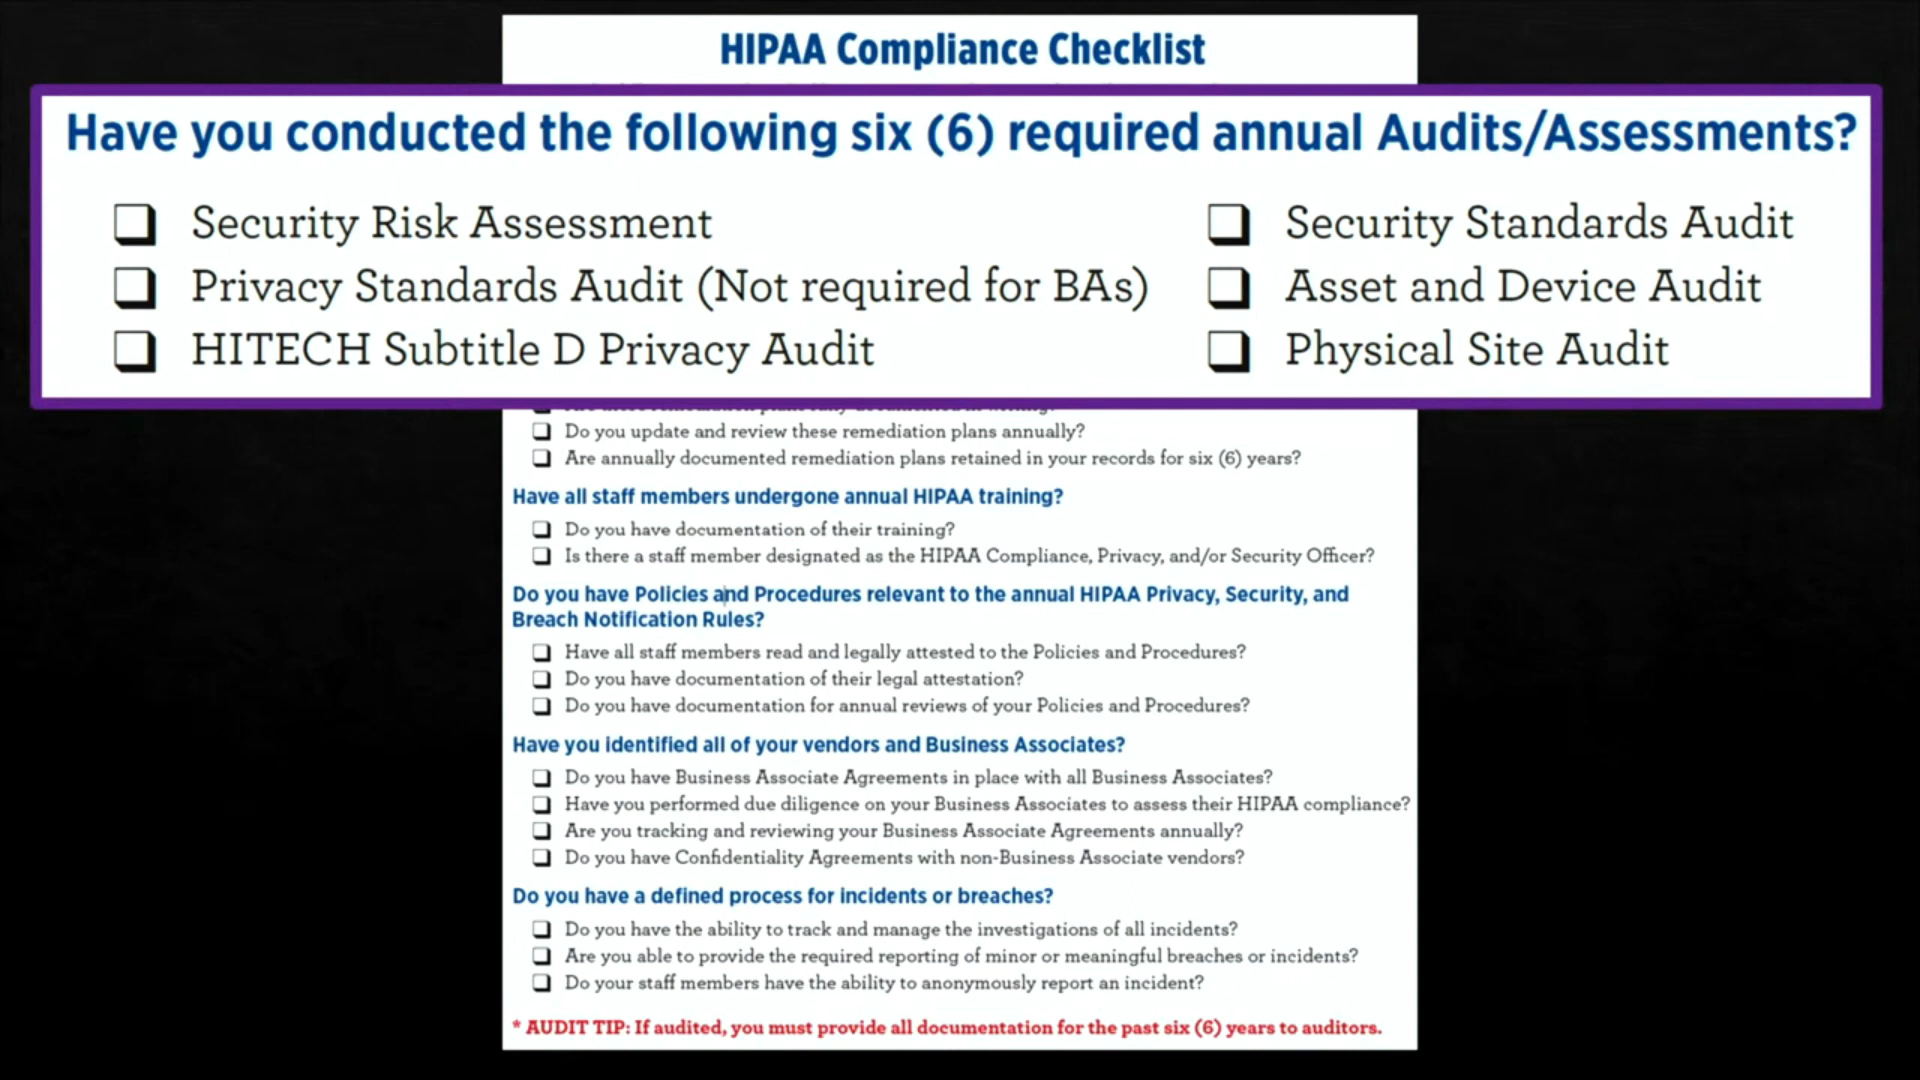 HIPAA Compliance Checklist
Have you conducted the following six (6) required annual Audits/Assessments?
Security Risk Assessment
Privacy Standards Audit (Not required for BAs)
HITECH Subtitle D Privacy Audit
Security Standards Audit
Asset and Device Audit
Physical Site Audit
Do you update and review these remediation plans annually?
Are annually documented remediation plans retained in your records for six (6) years?
Have all staff members undergone annual HIPAA training?
Do you have documentation of their training?
Is there a staff member designated as the HIPAA Compliance, Privacy, and/or Security Officer?
Do you have Policies and Procedures relevant to the annual HIPAA Privacy, Security, and
Breach Notification Rules?
Have all staff members read and legally attested to the Policies and Procedures?
Do you have documentation of their legal attestation?
Do you have documentation for annual reviews of your Policies and Procedures?
Have you identified all of your vendors and Business Associates?
Do you have Business Associate Agreements in place with all Business Associates?
Have you performed due diligence on your Business Associates to assess their HIPAA compliance?
Are you tracking and reviewing your Business Associate Agreements annually?
Do you have Confidentiality Agreements with non-Business Associate vendors?
Do you have a defined process for incidents or breaches?
Do you have the ability to track and manage the investigations of all incidents?
Are you able to provide the required reporting of minor or meaningful breaches or incidents?
Do your staff members have the ability to anonymously report an incident?
* AUDIT TIP: If audited, you must provide all documentation for the past six (6) years to auditors.